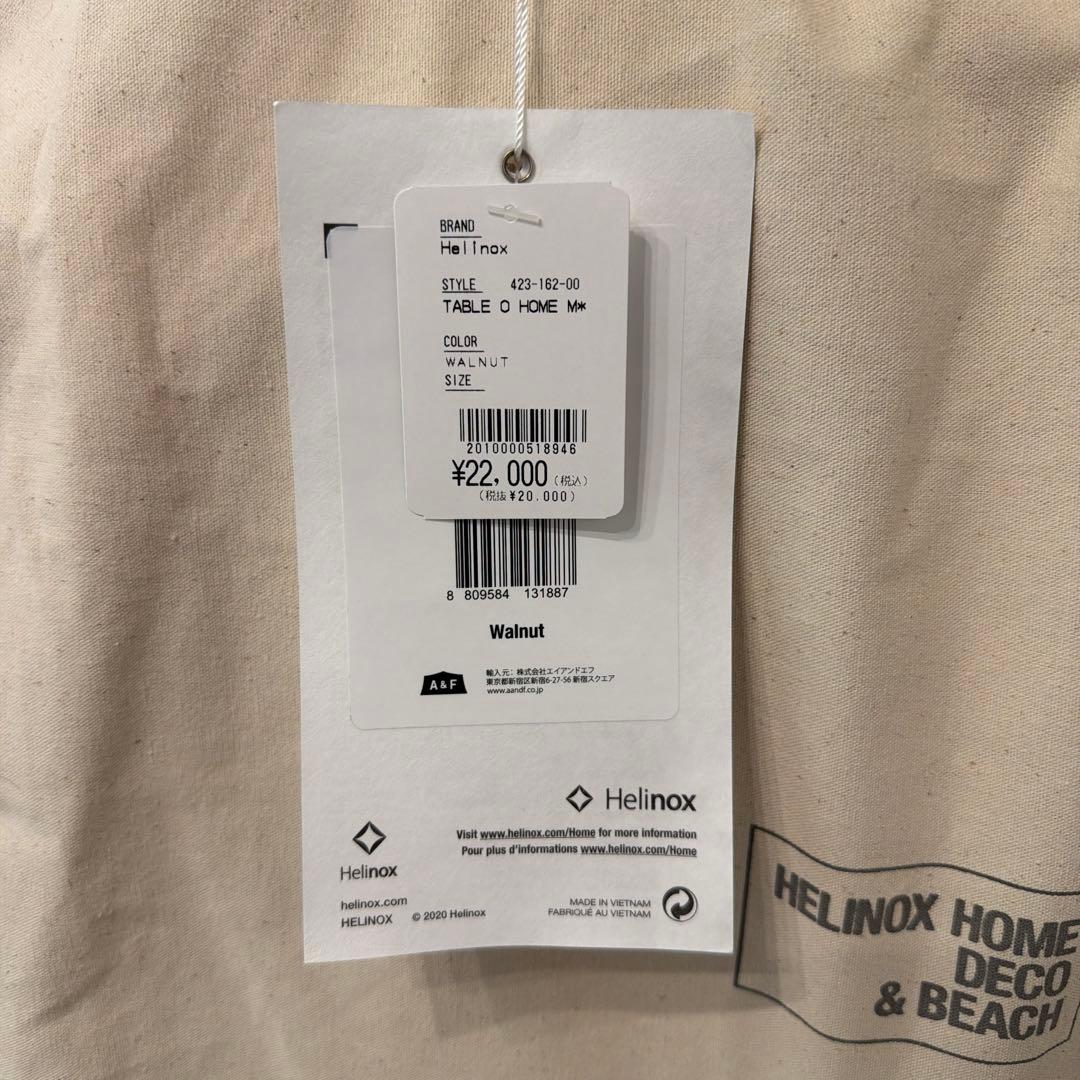 BRAND
Helinox
STYLE 423-162-00
TABLE O HOME M*
COLOR
WALNUT
SIZE
2010000518946
¥22,000(税込)
(税抜¥20.000)
8 809584 131887
Walnut
A&F
輸入元:株式会社エイアンドエフ
東京都新宿区新宿6-27-56 新宿スクエア
www.aandf.co.jp
Helinox
Visit www.helinox.com/Home for more information
Pour plus d'informations www.helinox.com/Home
Helinox
helinox.com
HELINOX © 2020 Helinox
MADE IN VIETNAM
FABRIQUÉ AU VIETNAM
HELINOX HOME
DECO
& BEACH